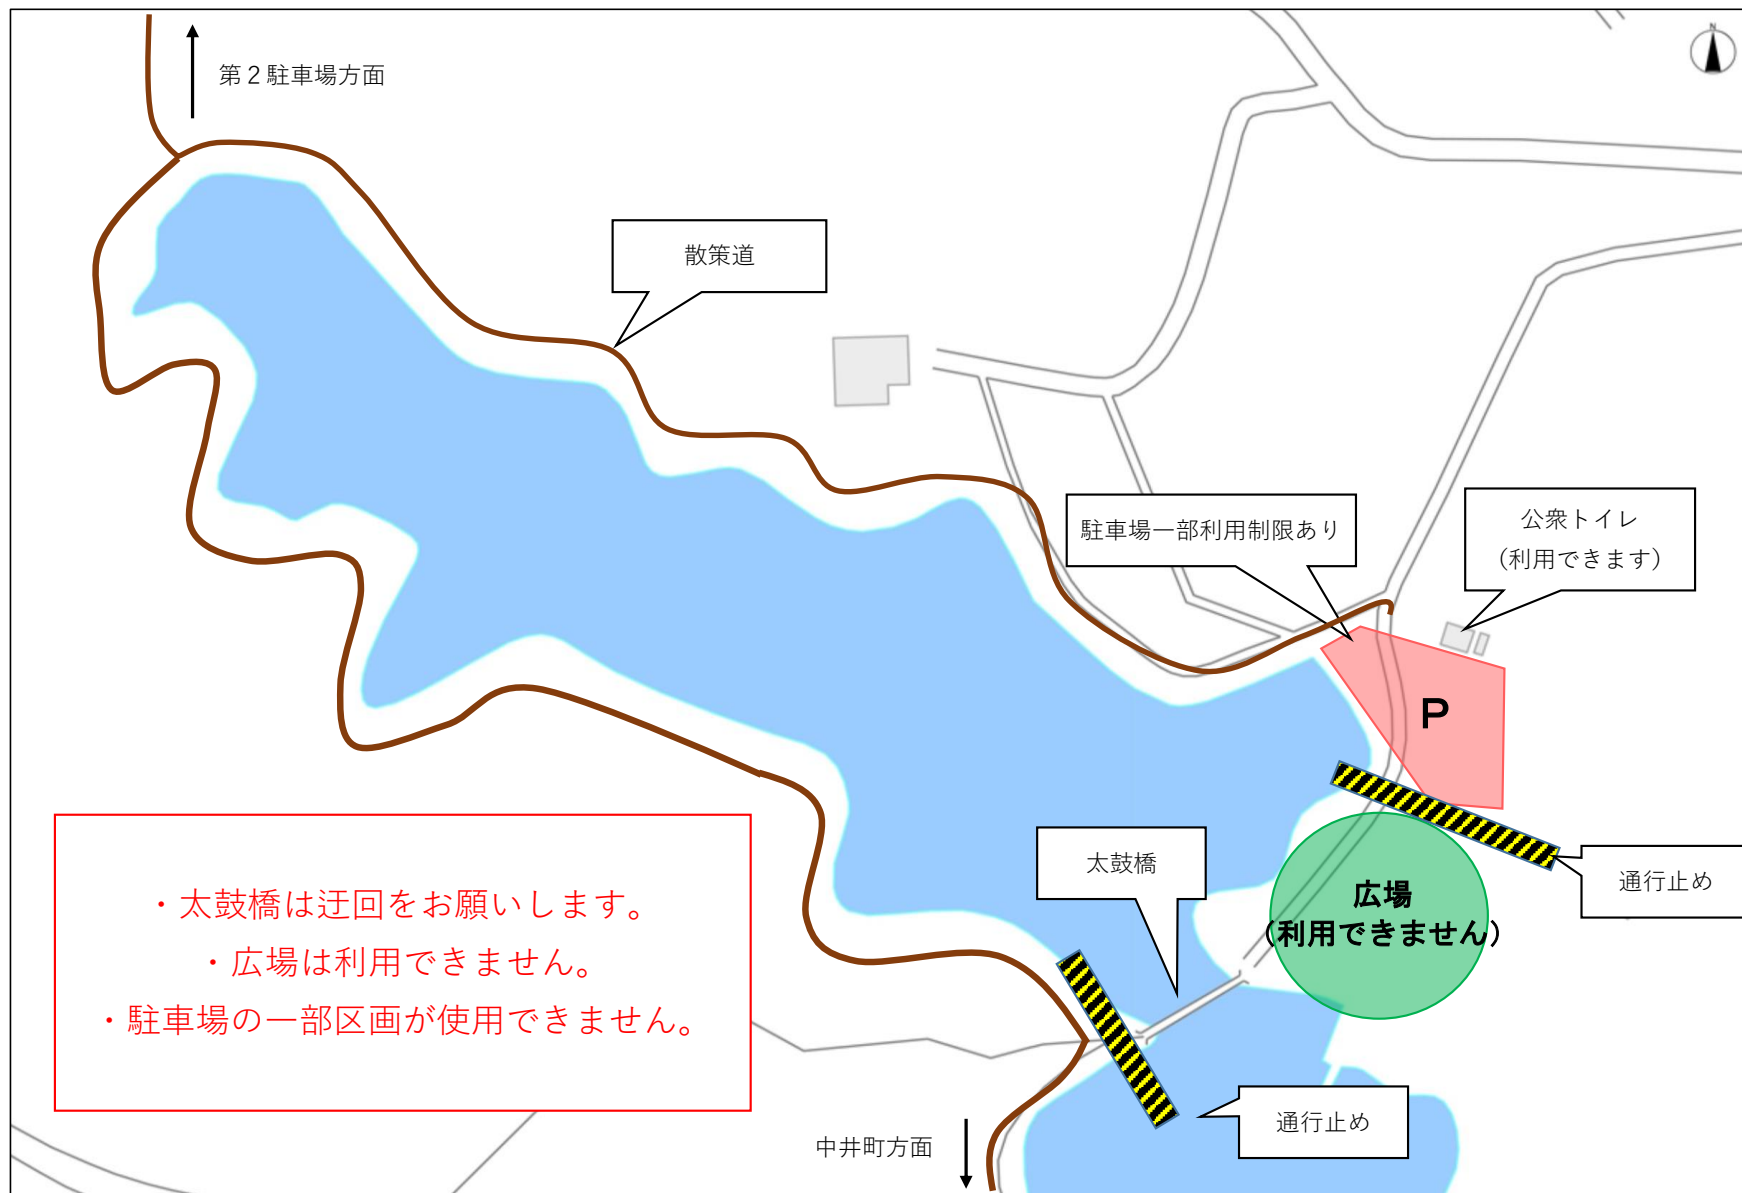 N
第２駐車場方面
散策道
駐車場一部利用制限あり
公衆トイレ
(利用できます)
P
太鼓橋
広場
(利用できません)
通行止め
・太鼓橋は迂回をお願いします。
・広場は利用できません。
・駐車場の一部区画が使用できません。
通行止め
中井町方面